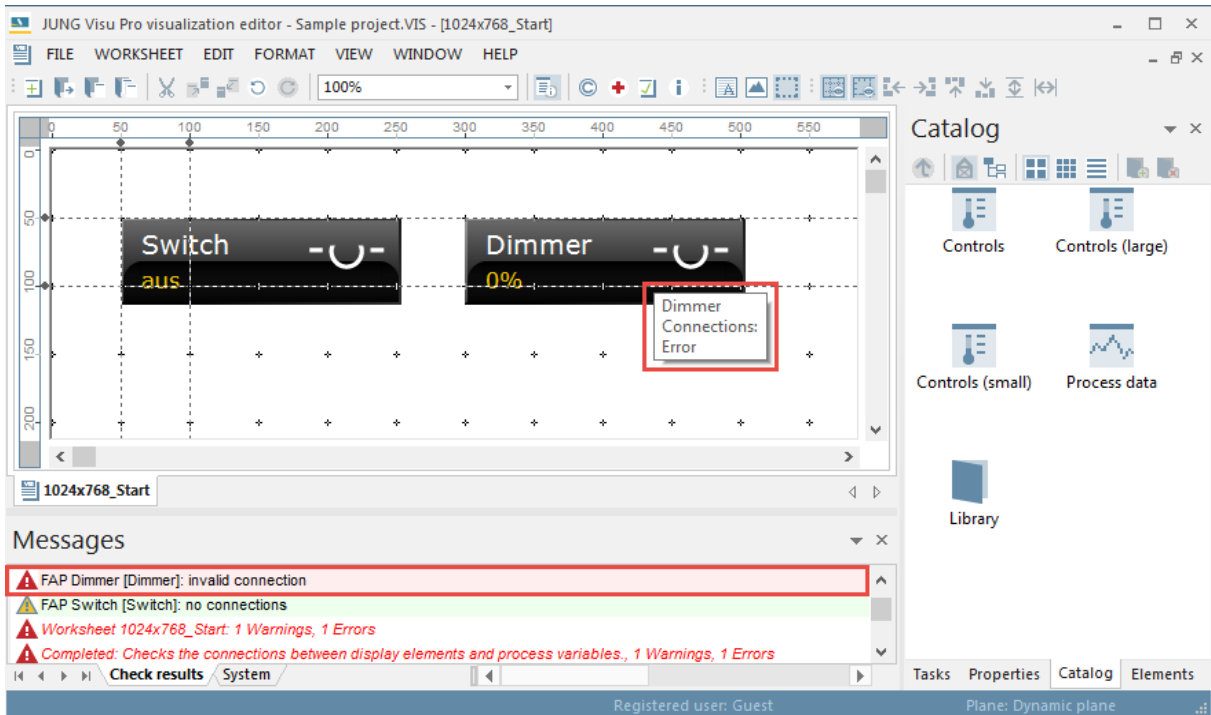 JUNG Visu Pro visualization editor - Sample project.VIS - [1024x768_Start]
FILE WORKSHEET EDIT FORMAT VIEW WINDOW HELP
100%
0 50 100 150 200 250 300 350 400 450 500 550
0
50
100
150
200
Switch
aus
Dimmer
0%
Dimmer
Connections:
Error
1024x768_Start
Catalog
Controls
Controls (large)
Controls (small)
Process data
Library
Messages
FAP Dimmer [Dimmer]: invalid connection
FAP Switch [Switch]: no connections
Worksheet 1024x768_Start: 1 Warnings, 1 Errors
Completed: Checks the connections between display elements and process variables., 1 Warnings, 1 Errors
Check results System
Tasks Properties Catalog Elements
Registered user: Guest
Plane: Dynamic plane